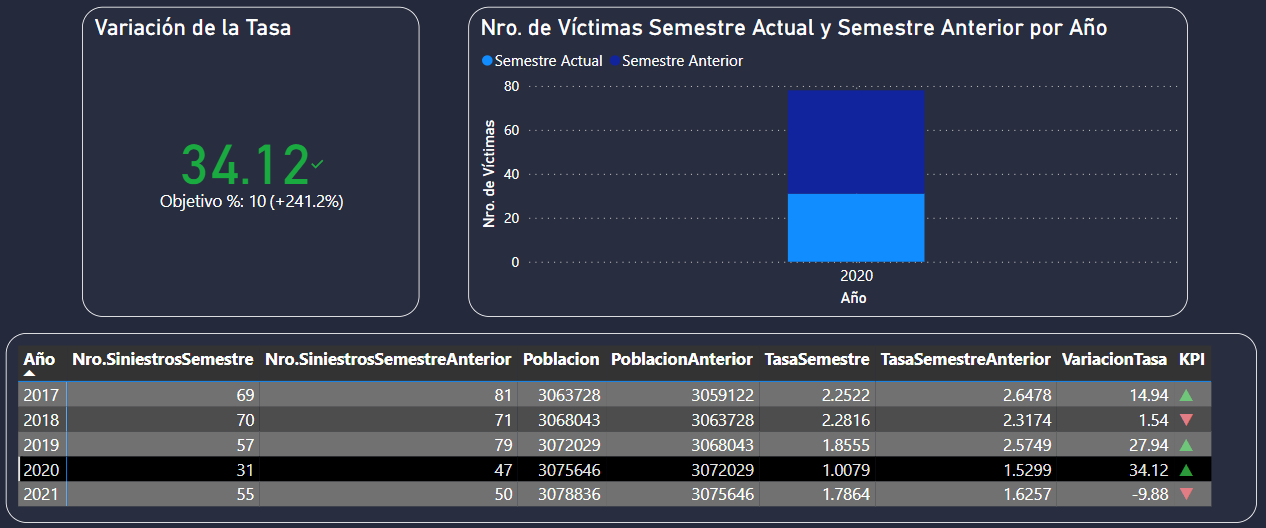 Variación de la Tasa
34.12
Objetivo %: 10 (+241.2%)
Nro. de Víctimas Semestre Actual y Semestre Anterior por Año
Semestre Actual Semestre Anterior
Nro. de Víctimas
80
60
40
20
0
2020
Año
Año Nro.SiniestrosSemestre Nro.SiniestrosSemestreAnterior Poblacion PoblacionAnterior TasaSemestre TasaSemestreAnterior VariacionTasa KPI
2017 69 81 3063728 3059122 2.2522 2.6478 14.94
2018 70 71 3068043 3063728 2.2816 2.3174 1.54
2019 57 79 3072029 3068043 1.8555 2.5749 27.94
2020 31 47 3075646 3072029 1.0079 1.5299 34.12
2021 55 50 3078836 3075646 1.7864 1.6257 -9.88